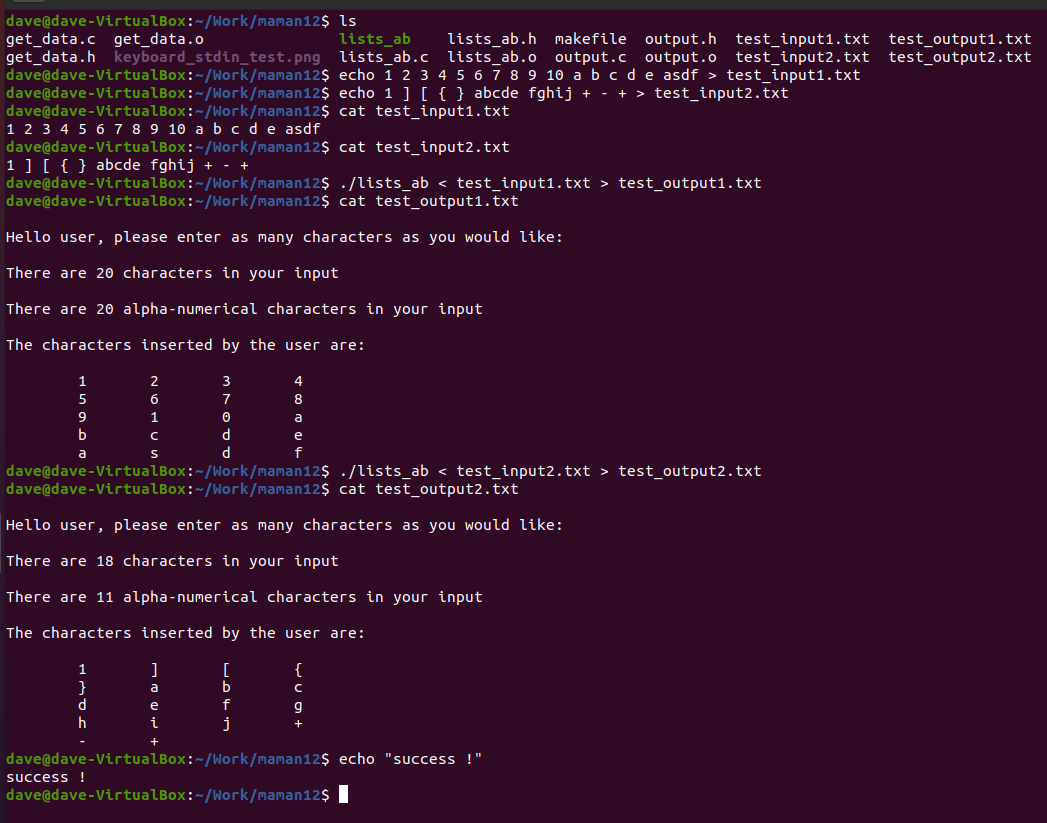 dave@dave-VirtualBox:~/Work/maman12$ ls
get_data.c  get_data.o               lists_ab    lists_ab.h  makefile  output.h  test_input1.txt  test_output1.txt
get_data.h  keyboard_stdin_test.png  lists_ab.c  lists_ab.o  output.c  output.o  test_input2.txt  test_output2.txt
dave@dave-VirtualBox:~/Work/maman12$ echo 1 2 3 4 5 6 7 8 9 10 a b c d e asdf > test_input1.txt
dave@dave-VirtualBox:~/Work/maman12$ echo 1 ] [ { } abcde fghij + - + > test_input2.txt
dave@dave-VirtualBox:~/Work/maman12$ cat test_input1.txt
1 2 3 4 5 6 7 8 9 10 a b c d e asdf
dave@dave-VirtualBox:~/Work/maman12$ cat test_input2.txt
1 ] [ { } abcde fghij + - +
dave@dave-VirtualBox:~/Work/maman12$ ./lists_ab < test_input1.txt > test_output1.txt
dave@dave-VirtualBox:~/Work/maman12$ cat test_output1.txt
Hello user, please enter as many characters as you would like:
There are 20 characters in your input
There are 20 alpha-numerical characters in your input
The characters inserted by the user are:
1 2 3 4
5 6 7 8
9 1 0 a
b c d e
a s d f
dave@dave-VirtualBox:~/Work/maman12$ ./lists_ab < test_input2.txt > test_output2.txt
dave@dave-VirtualBox:~/Work/maman12$ cat test_output2.txt
Hello user, please enter as many characters as you would like:
There are 18 characters in your input
There are 11 alpha-numerical characters in your input
The characters inserted by the user are:
1 ] [ {
} a b c
d e f g
h i j +
- +
dave@dave-VirtualBox:~/Work/maman12$ echo "success !"
success !
dave@dave-VirtualBox:~/Work/maman12$